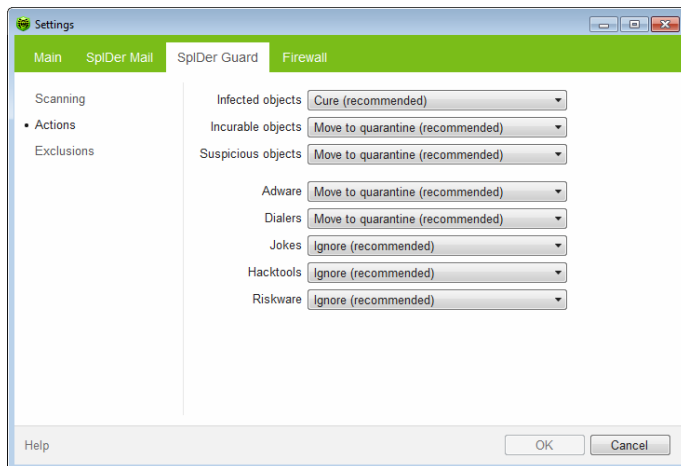 Settings
Main SpIDer Mail SpIDer Guard Firewall
Scanning
Actions
Exclusions
Infected objects Cure (recommended)
Incurable objects Move to quarantine (recommended)
Suspicious objects Move to quarantine (recommended)
Adware Move to quarantine (recommended)
Dialers Move to quarantine (recommended)
Jokes Ignore (recommended)
Hacktools Ignore (recommended)
Riskware Ignore (recommended)
Help OK Cancel